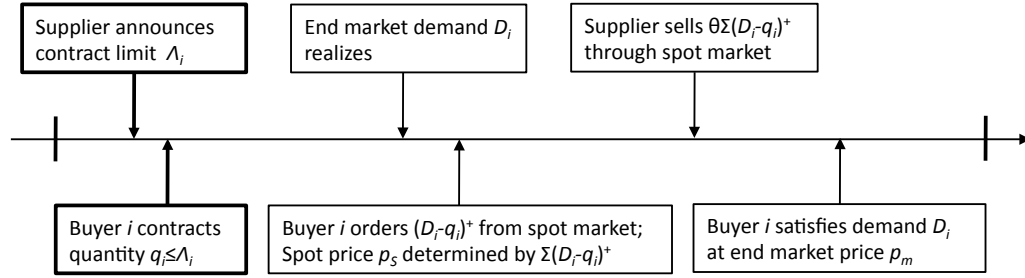 Supplier announces
contract limit Λi
End market demand Di
realizes
Supplier sells θΣ(Di-qi)+
through spot market
Buyer i contracts
quantity qi≤Λi
Buyer i orders (Di-qi)+ from spot market;
Spot price pS determined by Σ(Di-qi)+
Buyer i satisfies demand Di
at end market price pm